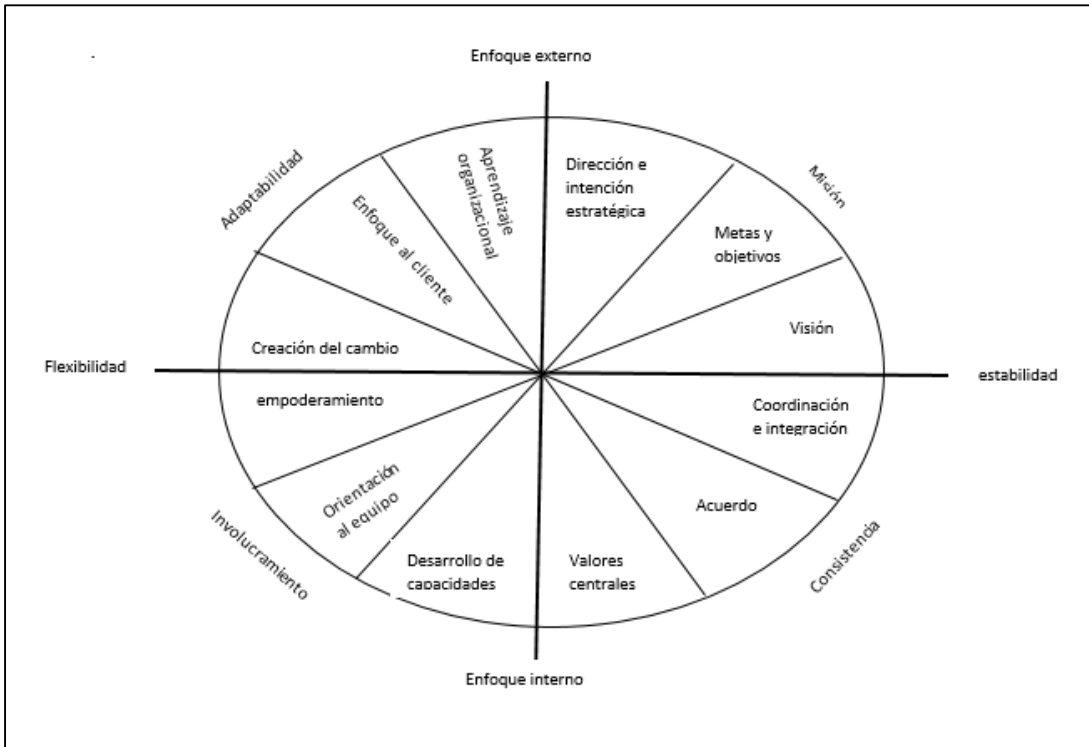 Enfoque externo
Adaptabilidad
Aprendizaje
organizacional
Dirección e
intención
estratégica
Misión
Enfoque al cliente
Metas y
objetivos
Visión
Creación del cambio
Flexibilidad
estabilidad
empoderamiento
Coordinación
e integración
Orientación
al equipo
Acuerdo
Involucramiento
Desarrollo de
capacidades
Valores
centrales
Consistencia
Enfoque interno